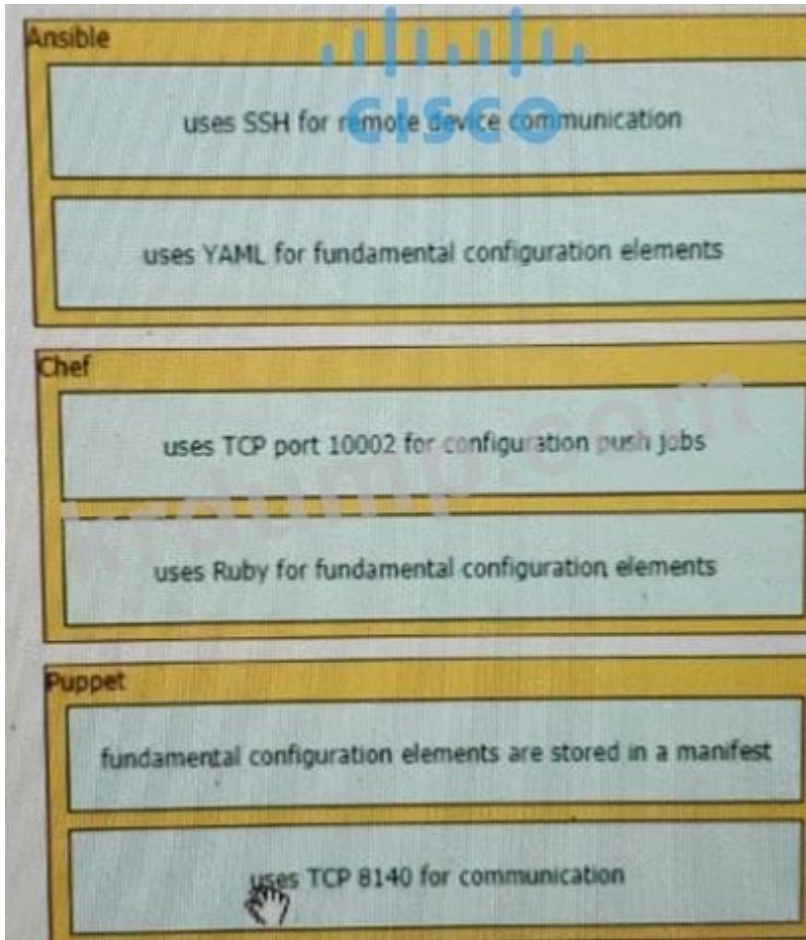 Ansible
CISCO
uses SSH for remote device communication
uses YAML for fundamental configuration elements
Chef
uses TCP port 10002 for configuration push jobs
uses Ruby for fundamental configuration elements
Puppet
fundamental configuration elements are stored in a manifest
uses TCP 8140 for communication